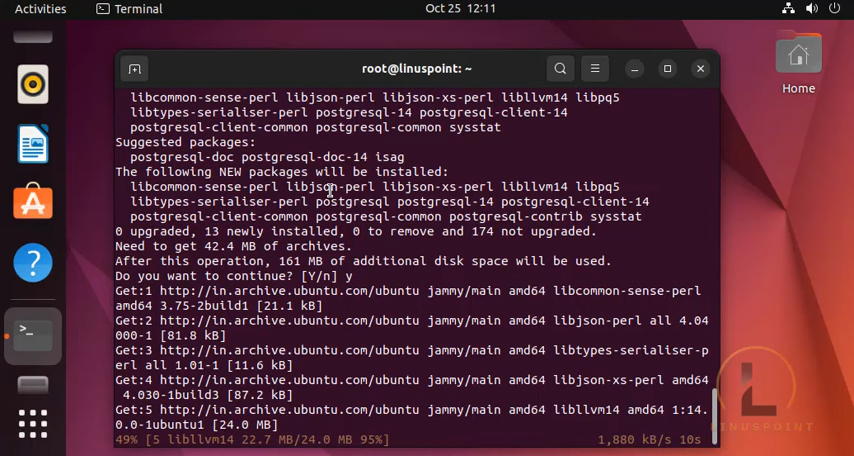 Activities
Terminal
Oct 25 12:11
root@linuspoint: ~
Home
libcommon-sense-perl libjson-perl libjson-xs-perl libllvm14 libpq5
libtypes-serialiser-perl postgresql-14 postgresql-client-14
postgresql-client-common postgresql-common sysstat
Suggested packages:
postgresql-doc postgresql-doc-14 isag
The following NEW packages will be installed:
libcommon-sense-perl libjson-perl libjson-xs-perl libllvm14 libpq5
libtypes-serialiser-perl postgresql postgresql-14 postgresql-client-14
postgresql-client-common postgresql-common postgresql-contrib sysstat
0 upgraded, 13 newly installed, 0 to remove and 174 not upgraded.
Need to get 42.4 MB of archives.
After this operation, 161 MB of additional disk space will be used.
Do you want to continue? [Y/n] y
Get:1 http://in.archive.ubuntu.com/ubuntu jammy/main amd64 libcommon-sense-perl
amd64 3.75-2build1 [21.1 kB]
Get:2 http://in.archive.ubuntu.com/ubuntu jammy/main amd64 libjson-perl all 4.04
000-1 [81.8 kB]
Get:3 http://in.archive.ubuntu.com/ubuntu jammy/main amd64 libtypes-serialiser-p
erl all 1.01-1 [11.6 kB]
Get:4 http://in.archive.ubuntu.com/ubuntu jammy/main amd64 libjson-xs-perl amd64
4.030-1build3 [87.2 kB]
Get:5 http://in.archive.ubuntu.com/ubuntu jammy/main amd64 libllvm14 amd64 1:14.
0.0-1ubuntu1 [24.0 MB]
49% [5 libllvm14 22.7 MB/24.0 MB 95%] 1,880 kB/s 10s
LINUSPOINT